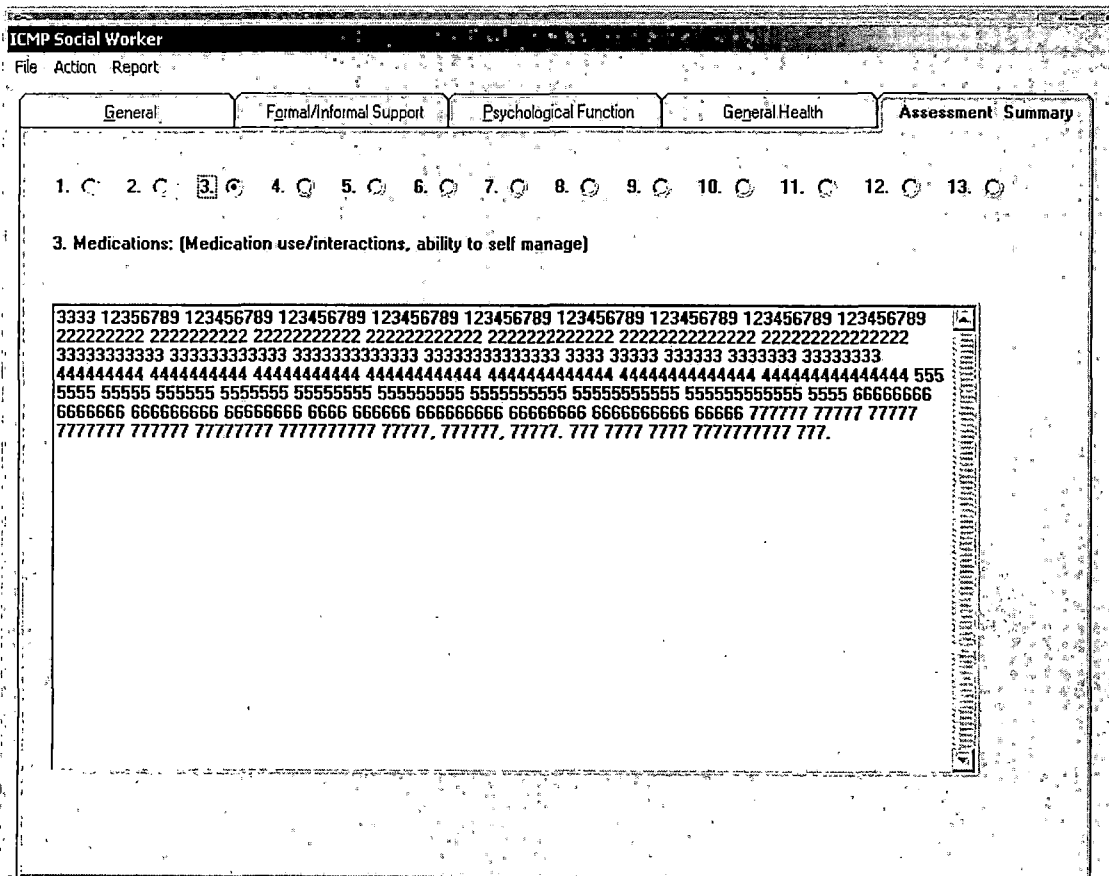 ICMP Social Worker
File Action Report
General Formal/Informal Support Psychological Function General Health Assessment Summary
1. 2. 3. 4. 5. 6. 7. 8. 9. 10. 11. 12. 13.
3. Medications: (Medication use/interactions, ability to self manage)
3333 12356789 123456789 123456789 123456789 123456789 123456789 123456789 123456789 123456789
222222222 2222222222 22222222222 222222222222 2222222222222 22222222222222 222222222222222
33333333333 333333333333 3333333333333 33333333333333 3333 33333 333333 3333333 33333333
444444444 4444444444 44444444444 444444444444 4444444444444 44444444444444 444444444444444 555
5555 55555 555555 5555555 55555555 555555555 5555555555 55555555555 5555555555555 5555 66666666
6666666 666666666 66666666 6666 666666 666666666 66666666 6666666666 66666 777777 77777 77777
7777777 777777 77777777 7777777777 77777, 777777, 77777. 777 7777 7777 7777777777 777.